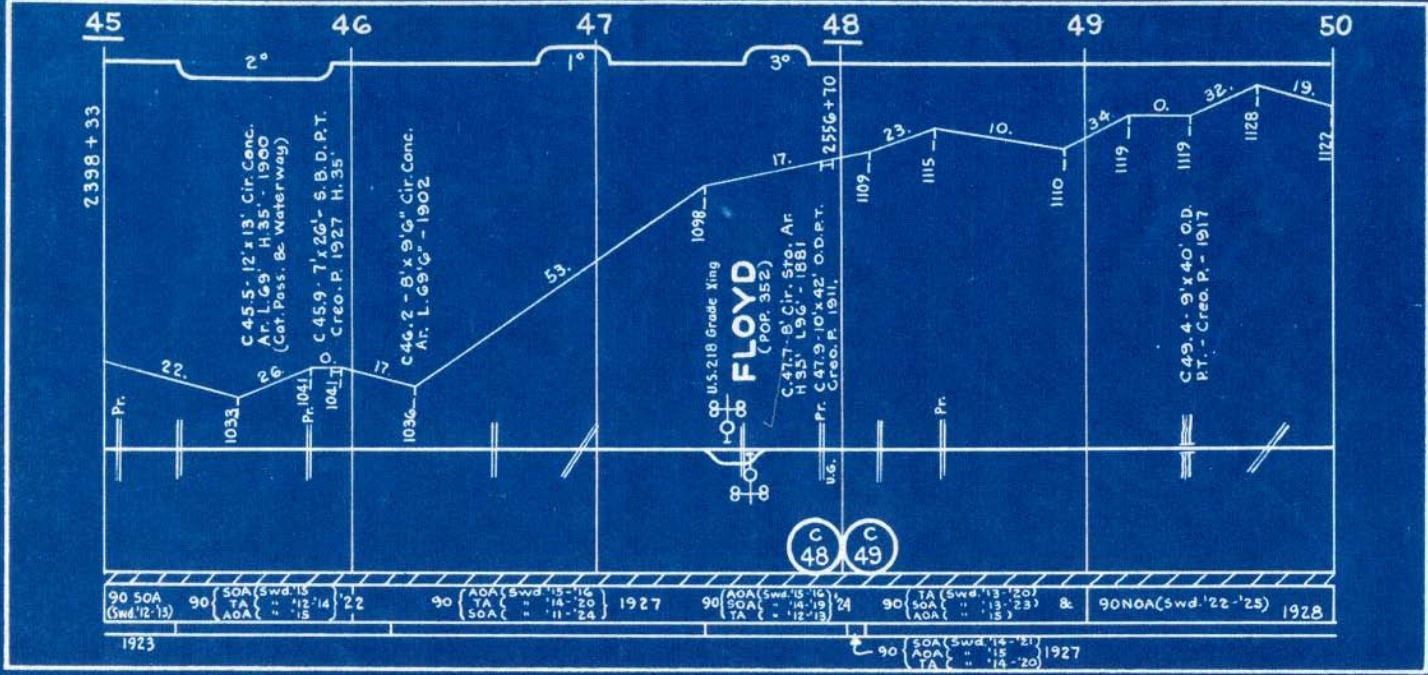 45 46 47 48 49 50
2° 1° 3°
2398 + 33
C 45.5 - 12' x 13' Cir. Conc.
Ar. L. 69' H. 35' - 1900
(Cat. Pass. & Waterway)
C 45.9 - 7' x 26' - S.B.D.P.T.
Creo. P. 1927 H. 35'
C 46.2 - 8' x 9'6" Cir. Conc.
Ar. L. 69'6" - 1902
2556 + 70
22. 26. 0 17. 53. 17. 23. 10. 34. 0. 32. 19.
1033 1041 1041 1036 1098 1109 1115 1110 1119 1119 1128 1122
U.S. 218 Grade Xing
FLOYD
(POP. 352)
C. 47.7 - 8' Cir. Sto. Ar.
H 35' L 96' - 1881
C 47.9 - 10' x 42' O.D.P.T.
Creo. P. 1911.
C 49.4 - 9' x 40' O.D.
P.T. - Creo. P. - 1917
Pr. Pr. Pr. Pr.
U.G.
C 48
C 49
90 SOA
(Swd. '12-'13)
90 { SOA (Swd. '15
TA ( " '12-'14
AOA ( " '15 } '22
90 { AOA (Swd. '15-'16
TA ( " '14-'20
SOA ( " '11-'24 } 1927
90 { AOA (Swd. '15-'16
SOA ( " '14-'19
TA ( " '12-'13 } '24
90 { TA (Swd. '13-'20)
SOA ( " '13-'23)
AOA ( " '15) } &
90 NOA (Swd. '22-'25) 1928
1923
90 { SOA (Swd. '14-'21)
AOA ( " '15
TA ( " '14-'20) } 1927